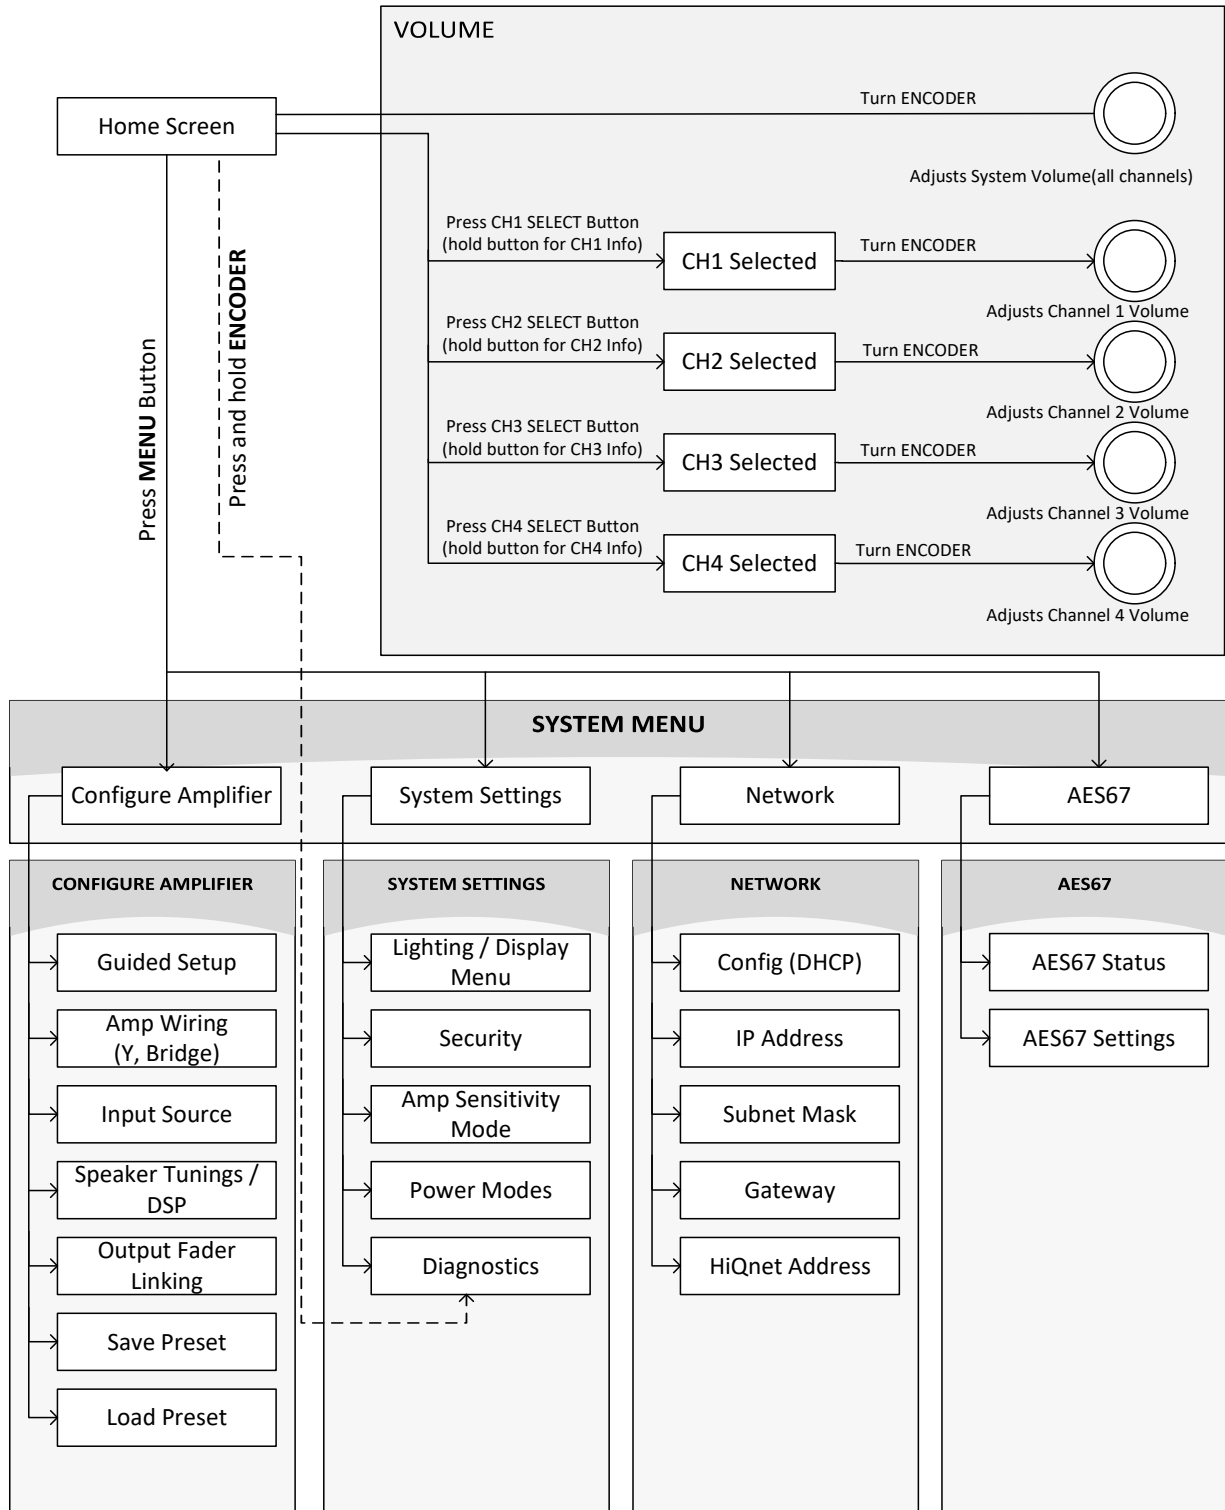 VOLUME
Home Screen
Turn ENCODER
Adjusts System Volume(all channels)
Press CH1 SELECT Button
(hold button for CH1 Info)
CH1 Selected
Turn ENCODER
Adjusts Channel 1 Volume
Press CH2 SELECT Button
(hold button for CH2 Info)
CH2 Selected
Turn ENCODER
Adjusts Channel 2 Volume
Press CH3 SELECT Button
(hold button for CH3 Info)
CH3 Selected
Turn ENCODER
Adjusts Channel 3 Volume
Press CH4 SELECT Button
(hold button for CH4 Info)
CH4 Selected
Turn ENCODER
Adjusts Channel 4 Volume
Press MENU Button
Press and hold ENCODER
SYSTEM MENU
Configure Amplifier
System Settings
Network
AES67
CONFIGURE AMPLIFIER
Guided Setup
Amp Wiring
(Y, Bridge)
Input Source
Speaker Tunings /
DSP
Output Fader
Linking
Save Preset
Load Preset
SYSTEM SETTINGS
Lighting / Display
Menu
Security
Amp Sensitivity
Mode
Power Modes
Diagnostics
NETWORK
Config (DHCP)
IP Address
Subnet Mask
Gateway
HiQnet Address
AES67
AES67 Status
AES67 Settings